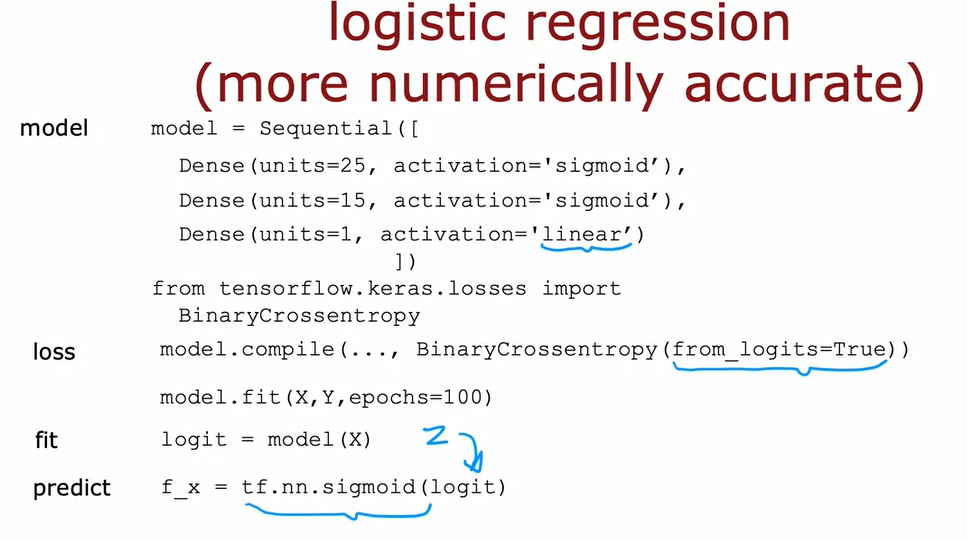 logistic regression
(more numerically accurate)
model model = Sequential([
Dense(units=25, activation='sigmoid’),
Dense(units=15, activation='sigmoid’),
Dense(units=1, activation='linear’)
])
from tensorflow.keras.losses import
BinaryCrossentropy
loss model.compile(..., BinaryCrossentropy(from_logits=True))
model.fit(X,Y,epochs=100)
fit logit = model(X) z
predict f_x = tf.nn.sigmoid(logit)